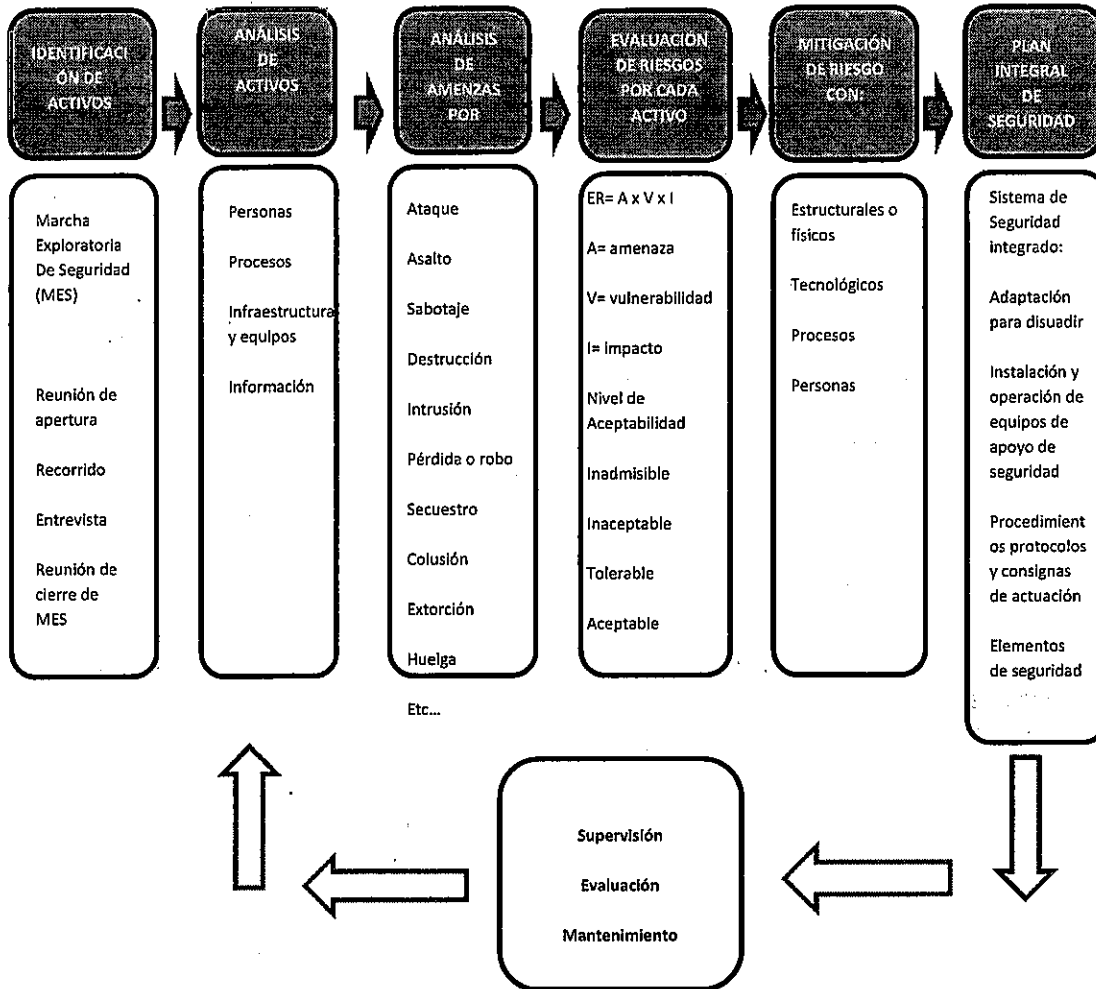 IDENTIFICACI
ÓN DE
ACTIVOS
ANÁLISIS
DE
ACTIVOS
ANÁLISIS
DE
AMENZAS
POR
EVALUACIÓN
DE RIESGOS
POR CADA
ACTIVO
MITIGACIÓN
DE RIESGO
CON:
PLAN
INTEGRAL
DE
SEGURIDAD
Marcha
Exploratoria
De Seguridad
(MES)
Reunión de
apertura
Recorrido
Entrevista
Reunión de
cierre de
MES
Personas
Procesos
Infraestructura
y equipos
Información
Ataque
Asalto
Sabotaje
Destrucción
Intrusión
Pérdida o robo
Secuestro
Colusión
Extorción
Huelga
Etc...
ER= A x V x I
A= amenaza
V= vulnerabilidad
I= impacto
Nivel de
Aceptabilidad
Inadmisible
Inaceptable
Tolerable
Aceptable
Estructurales o
físicos
Tecnológicos
Procesos
Personas
Sistema de
Seguridad
integrado:
Adaptación
para disuadir
Instalación y
operación de
equipos de
apoyo de
seguridad
Procedimient
os protocolos
y consignas
de actuación
Elementos
de seguridad
Supervisión
Evaluación
Mantenimiento